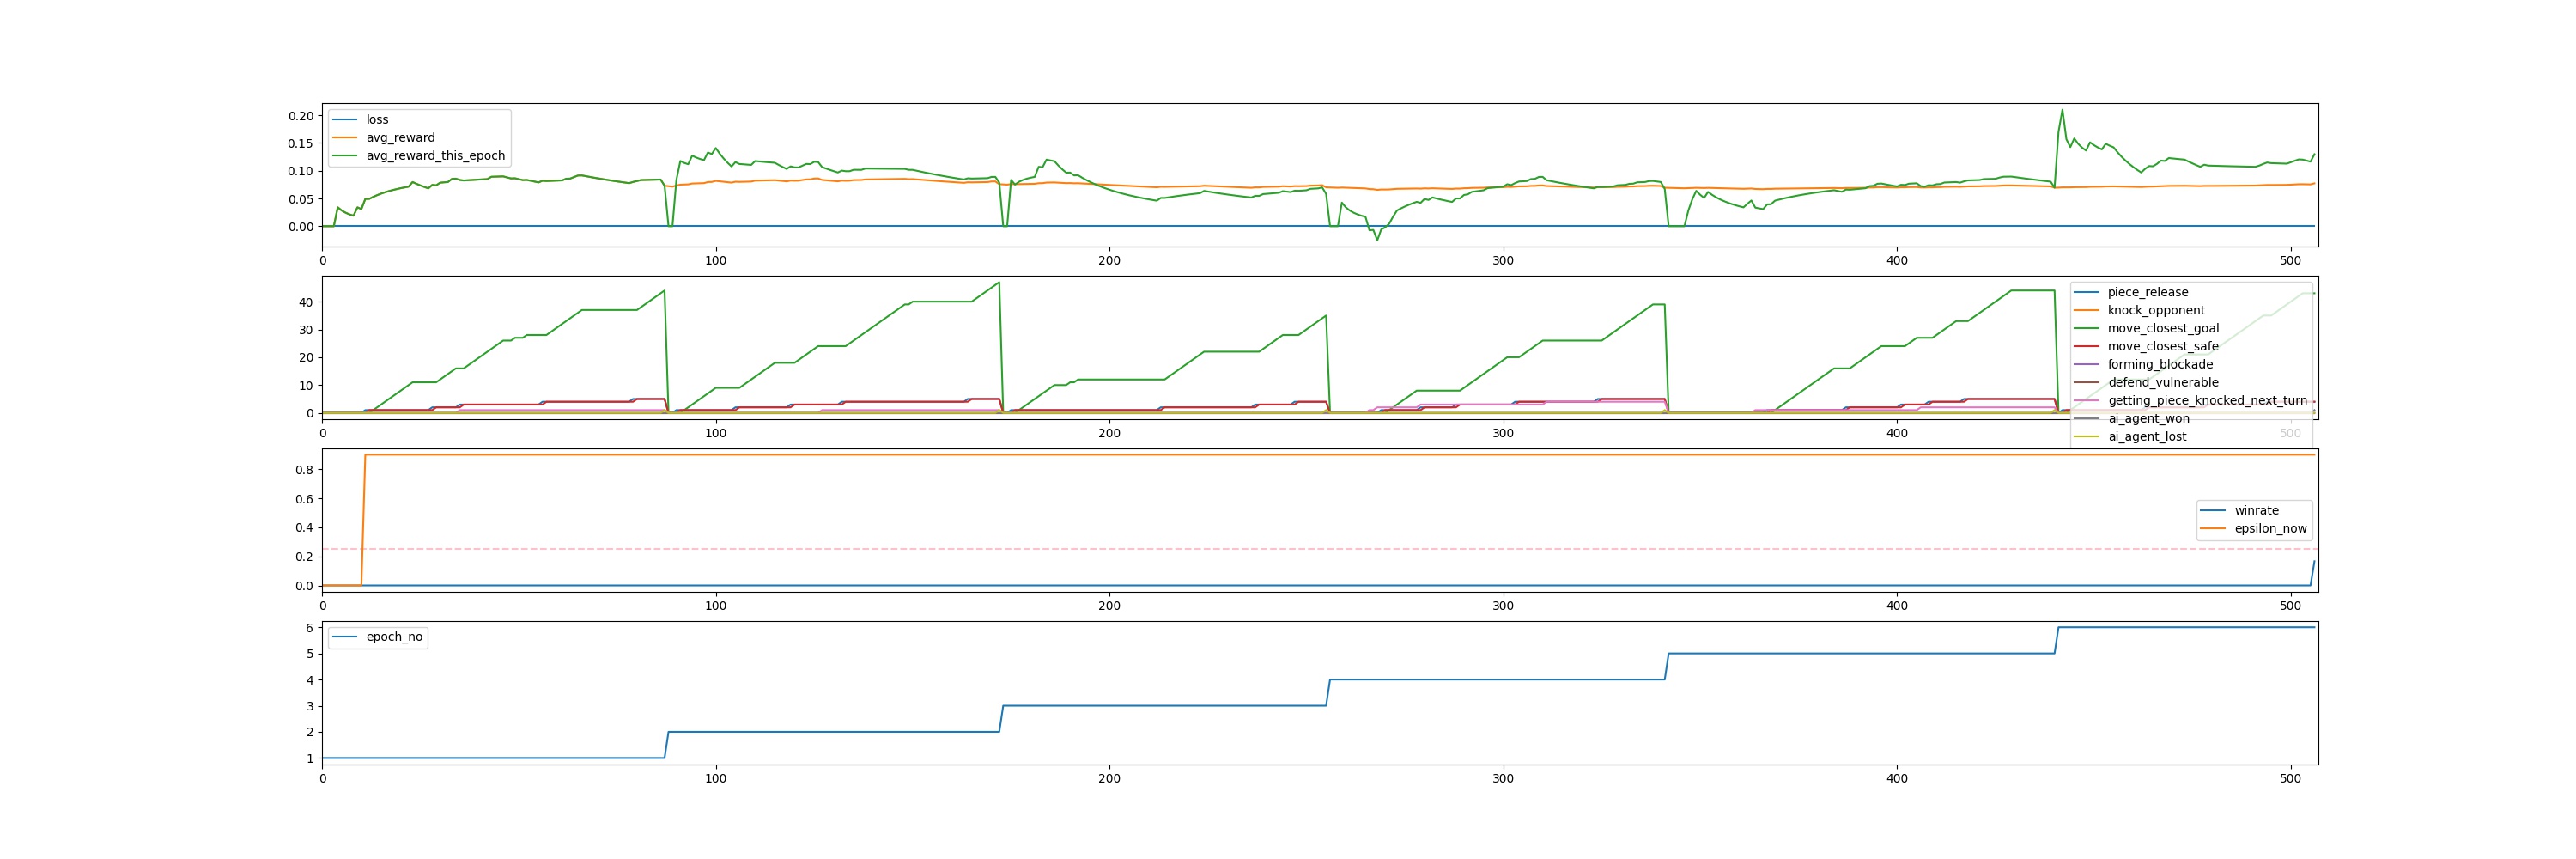 0.20
0.15
0.10
0.05
0.00
loss
avg_reward
avg_reward_this_epoch
0 100 200 300 400 500
40
30
20
10
0
piece_release
knock_opponent
move_closest_goal
move_closest_safe
forming_blockade
defend_vulnerable
getting_piece_knocked_next_turn
ai_agent_won
ai_agent_lost
0 100 200 300 400 500
0.8
0.6
0.4
0.2
0.0
winrate
epsilon_now
0 100 200 300 400 500
6
5
4
3
2
1
epoch_no
0 100 200 300 400 500